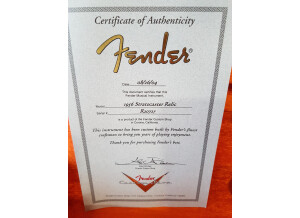 Certificate of Authenticity
Fender
This document certifies that this
Fender Musical Instrument,
1956 Stratocaster Relic
is a product of the Fender Custom Shop
in Corona, California.
This instrument has been custom built by Fender's finest
craftsmen to bring you years of playing enjoyment.
Thank you for purchasing Fender's best.
Fender